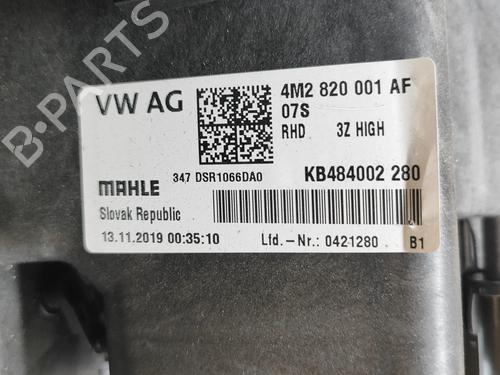 VW AG
4M2 820 001 AF
07S
RHD 3Z HIGH
347 DSR1066DA0
KB484002 280
MAHLE
Slovak Republic
13.11.2019 00:35:10 Lfd.-Nr.: 0421280 B1
B-PARTS